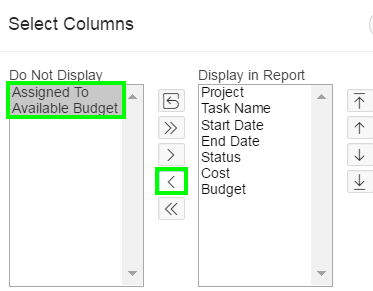 Select Columns
Do Not Display
Assigned To
Available Budget
Display in Report
Project
Task Name
Start Date
End Date
Status
Cost
Budget